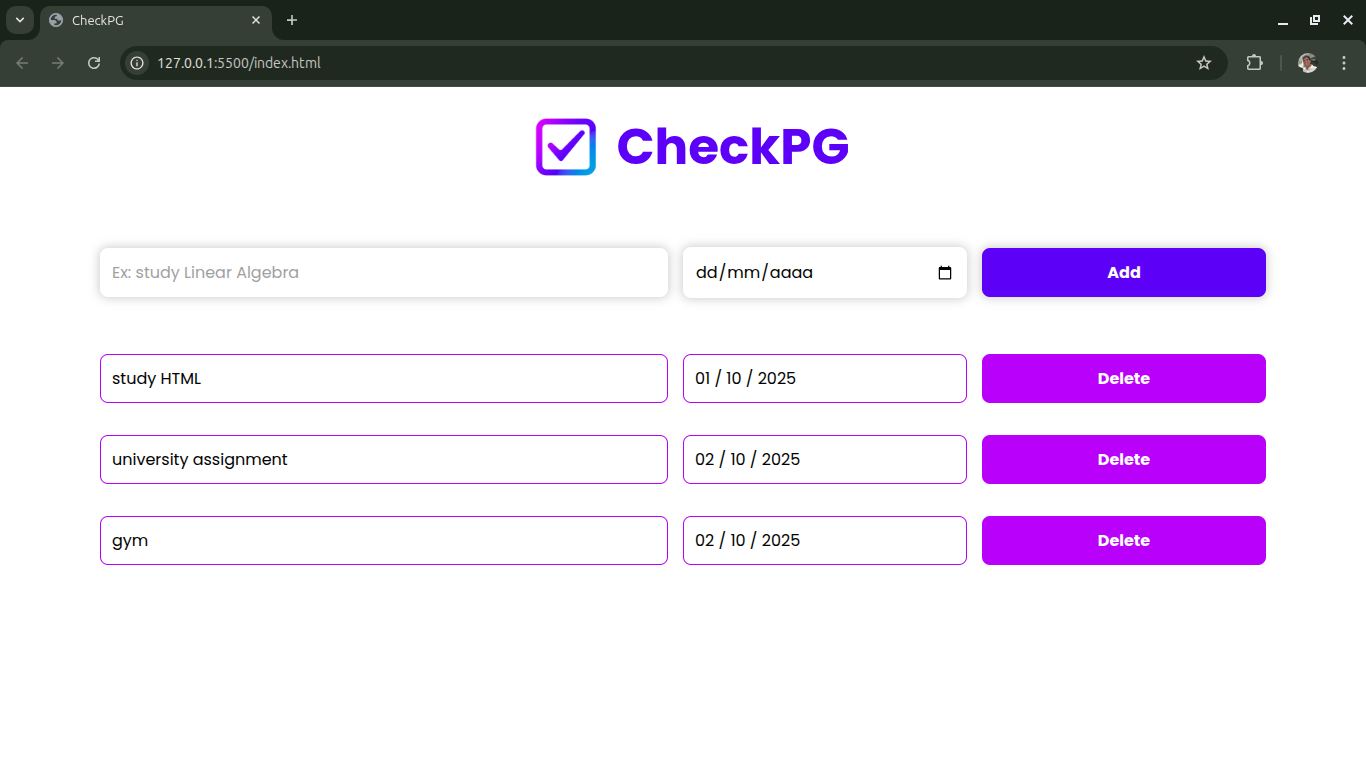 CheckPG
127.0.0.1:5500/index.html
CheckPG
Ex: study Linear Algebra dd/mm/aaaa Add
study HTML 01 / 10 / 2025 Delete
university assignment 02 / 10 / 2025 Delete
gym 02 / 10 / 2025 Delete